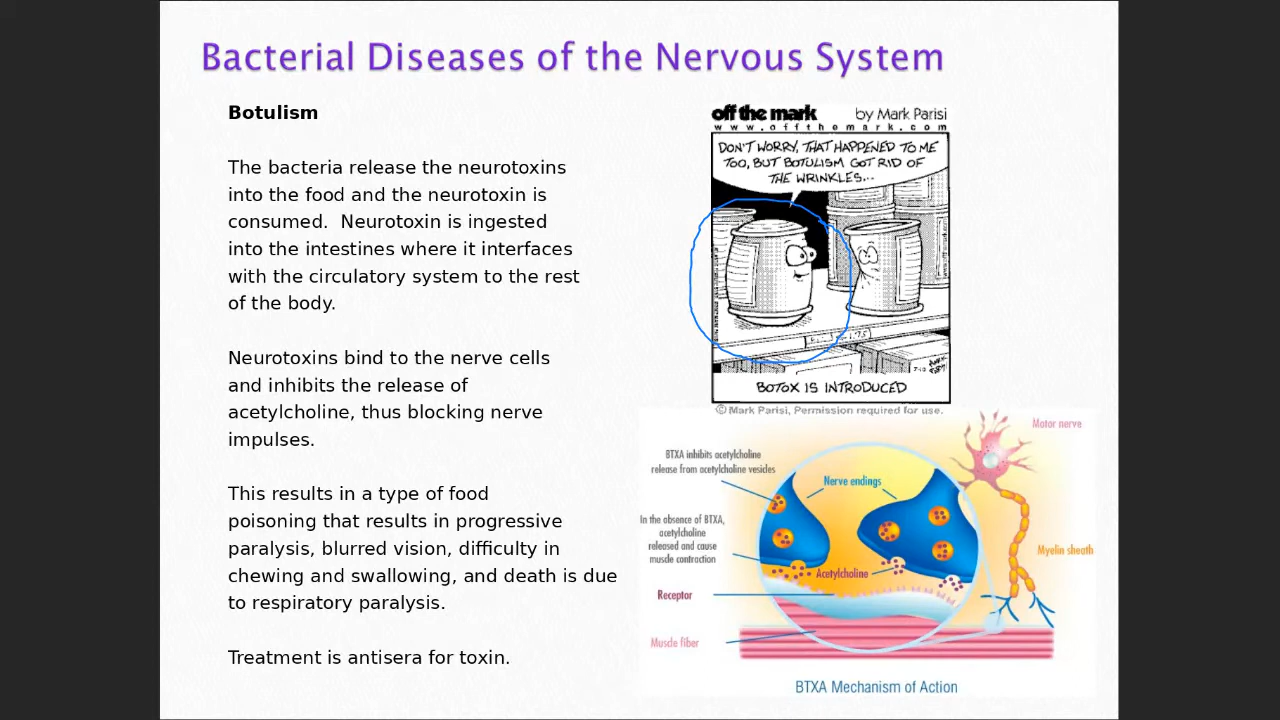 Bacterial Diseases of the Nervous System
Botulism
The bacteria release the neurotoxins
into the food and the neurotoxin is
consumed.  Neurotoxin is ingested
into the intestines where it interfaces
with the circulatory system to the rest
of the body.
Neurotoxins bind to the nerve cells
and inhibits the release of
acetylcholine, thus blocking nerve
impulses.
This results in a type of food
poisoning that results in progressive
paralysis, blurred vision, difficulty in
chewing and swallowing, and death is due
to respiratory paralysis.
Treatment is antisera for toxin.
off the mark by Mark Parisi
www.offthemark.com
DON'T WORRY, THAT HAPPENED TO ME
TOO, BUT BOTULISM GOT RID OF
THE WRINKLES...
BOTOX IS INTRODUCED
© Mark Parisi, Permission required for use.
Motor nerve
BTXA inhibits acetylcholine
release from acetylcholine vesicles
Nerve endings
In the absence of BTXA,
acetylcholine
released and cause
muscle contraction
Myelin sheath
Acetylcholine
Receptor
Muscle fiber
BTXA Mechanism of Action